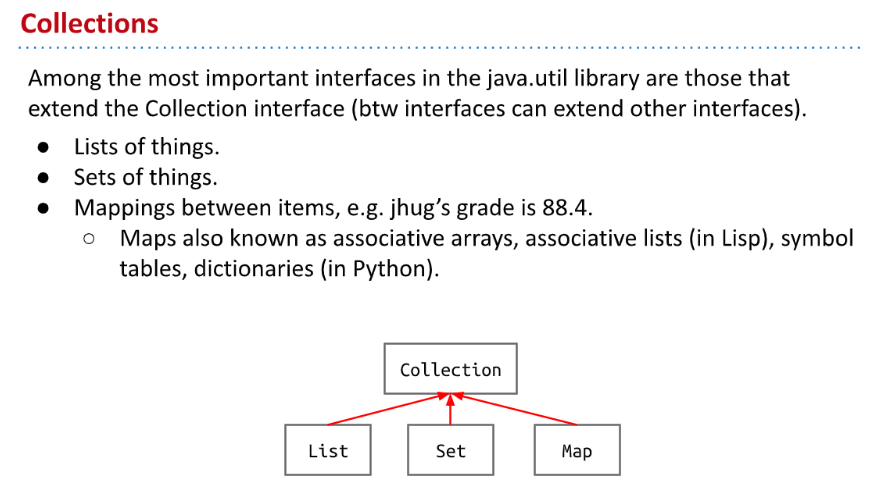 Collections
Among the most important interfaces in the java.util library are those that
extend the Collection interface (btw interfaces can extend other interfaces).
● Lists of things.
● Sets of things.
● Mappings between items, e.g. jhug’s grade is 88.4.
○ Maps also known as associative arrays, associative lists (in Lisp), symbol
tables, dictionaries (in Python).
Collection
List Set Map